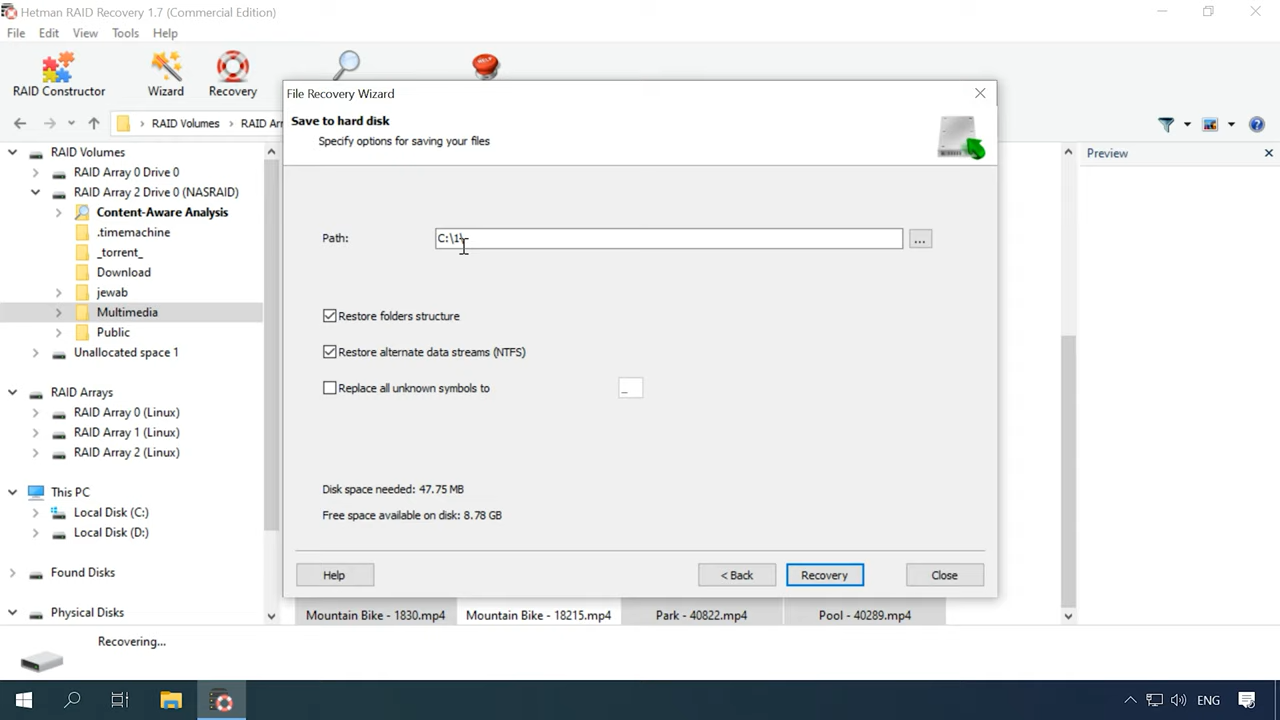 Hetman RAID Recovery 1.7 (Commercial Edition)
File Edit View Tools Help
RAID Constructor Wizard Recovery
RAID Volumes RAID Arr
RAID Volumes
RAID Array 0 Drive 0
RAID Array 2 Drive 0 (NASRAID)
Content-Aware Analysis
.timemachine
_torrent_
Download
jewab
Multimedia
Public
Unallocated space 1
RAID Arrays
RAID Array 0 (Linux)
RAID Array 1 (Linux)
RAID Array 2 (Linux)
This PC
Local Disk (C:)
Local Disk (D:)
Found Disks
Physical Disks
File Recovery Wizard
Save to hard disk
Specify options for saving your files
Path: C:\1\ ...
Restore folders structure
Restore alternate data streams (NTFS)
Replace all unknown symbols to _
Disk space needed: 47.75 MB
Free space available on disk: 8.78 GB
Help < Back Recovery Close
Preview
Mountain Bike - 1830.mp4 Mountain Bike - 18215.mp4 Park - 40822.mp4 Pool - 40289.mp4
Recovering...
ENG